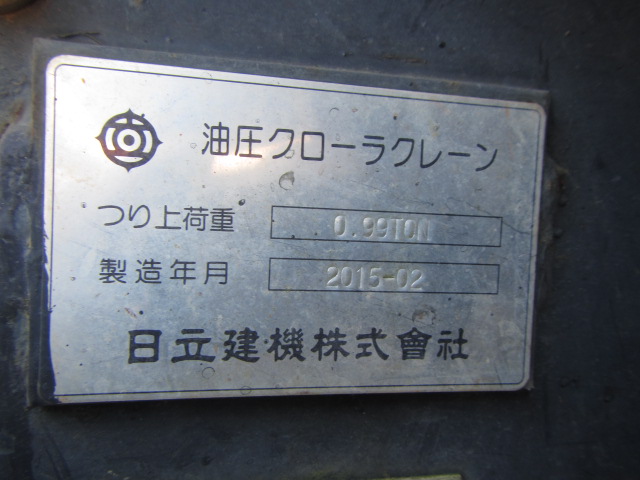 油圧クローラクレーン
つり上荷重 0.99TON
製造年月 2015-02
日立建機株式會社